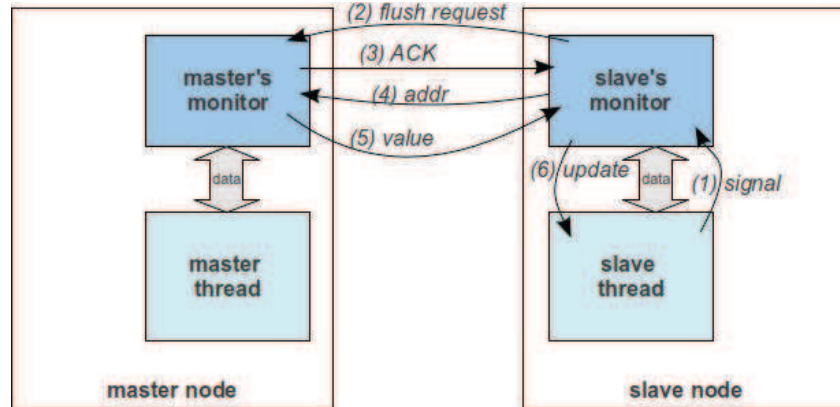 (2) flush request
(3) ACK
master's
monitor
(4) addr
slave's
monitor
(5) value
data
(6) update
data
(1) signal
master
thread
slave
thread
master node
slave node